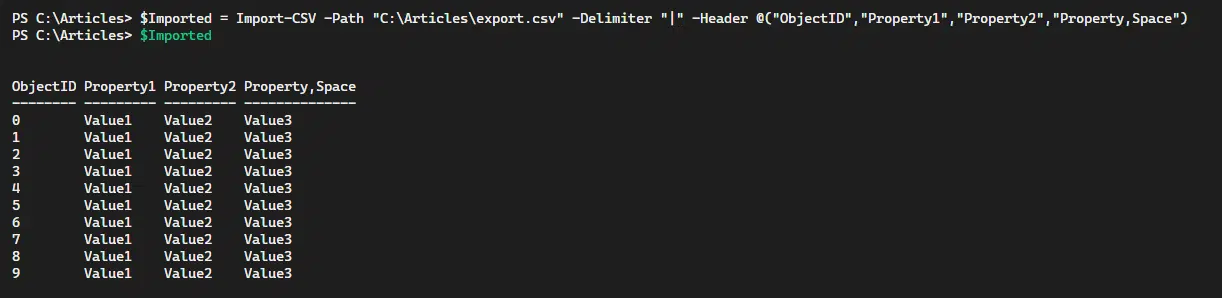 PS C:\Articles> $Imported = Import-CSV -Path "C:\Articles\export.csv" -Delimiter "|" -Header @("ObjectID","Property1","Property2","Property,Space")
PS C:\Articles> $Imported
ObjectID Property1 Property2 Property,Space
-------- --------- --------- --------------
0        Value1    Value2    Value3
1        Value1    Value2    Value3
2        Value1    Value2    Value3
3        Value1    Value2    Value3
4        Value1    Value2    Value3
5        Value1    Value2    Value3
6        Value1    Value2    Value3
7        Value1    Value2    Value3
8        Value1    Value2    Value3
9        Value1    Value2    Value3